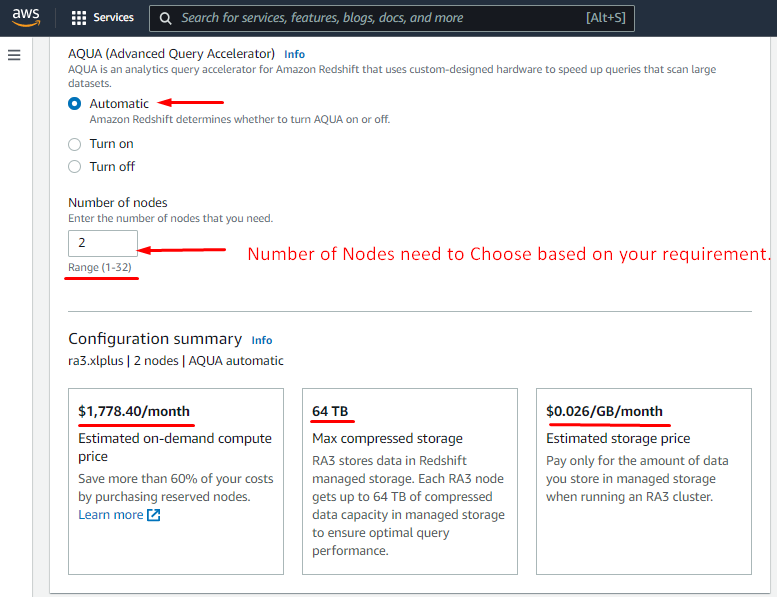 aws
Services
Search for services, features, blogs, docs, and more
[Alt+S]
AQUA (Advanced Query Accelerator) Info
AQUA is an analytics query accelerator for Amazon Redshift that uses custom-designed hardware to speed up queries that scan large
datasets.
Automatic
Amazon Redshift determines whether to turn AQUA on or off.
Turn on
Turn off
Number of nodes
Enter the number of nodes that you need.
2
Number of Nodes need to Choose based on your requirement.
Range (1-32)
Configuration summary Info
ra3.xlplus | 2 nodes | AQUA automatic
$1,778.40/month
Estimated on-demand compute
price
Save more than 60% of your costs
by purchasing reserved nodes.
Learn more
64 TB
Max compressed storage
RA3 stores data in Redshift
managed storage. Each RA3 node
gets up to 64 TB of compressed
data capacity in managed storage
to ensure optimal query
performance.
$0.026/GB/month
Estimated storage price
Pay only for the amount of data
you store in managed storage
when running an RA3 cluster.